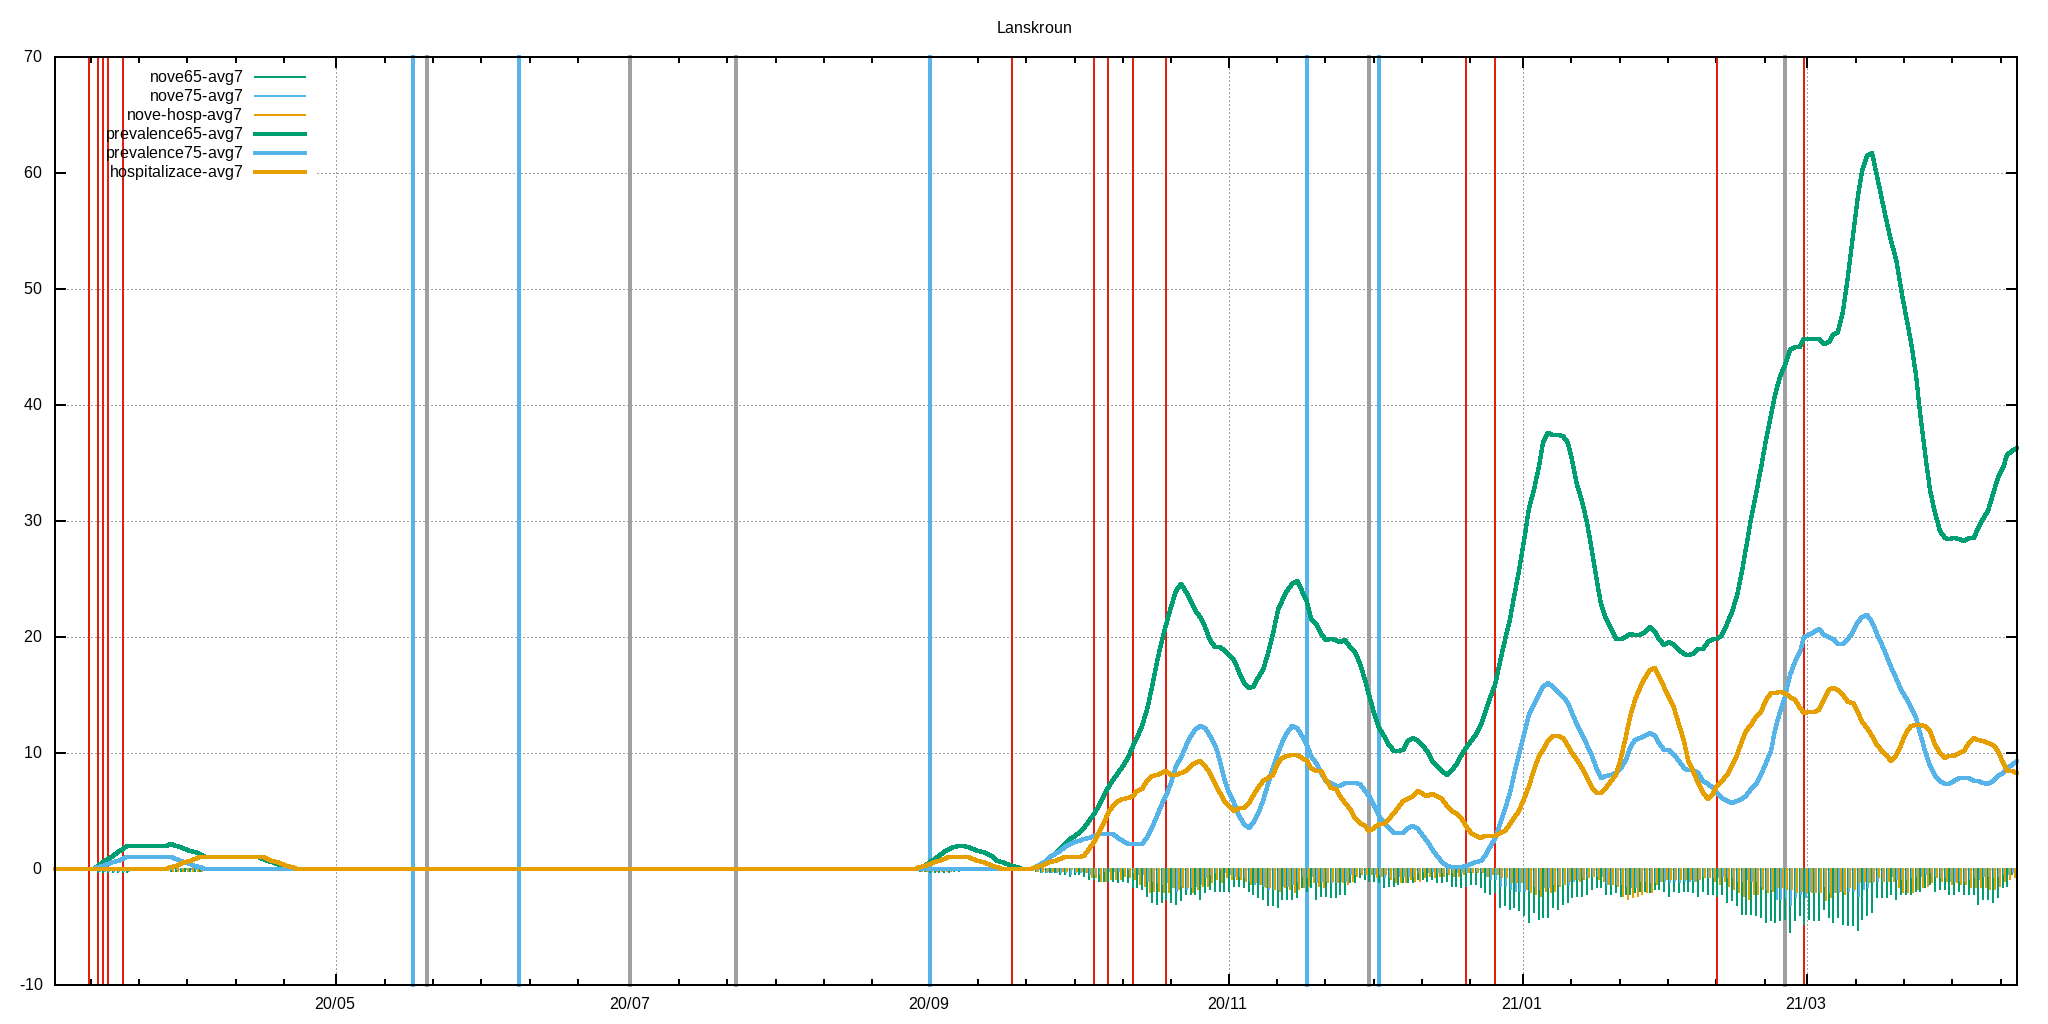 Lanskroun
70
60
50
40
30
20
10
0
-10
nove65-avg7
nove75-avg7
nove-hosp-avg7
prevalence65-avg7
prevalence75-avg7
hospitalizace-avg7
20/05 20/07 20/09 20/11 21/01 21/03